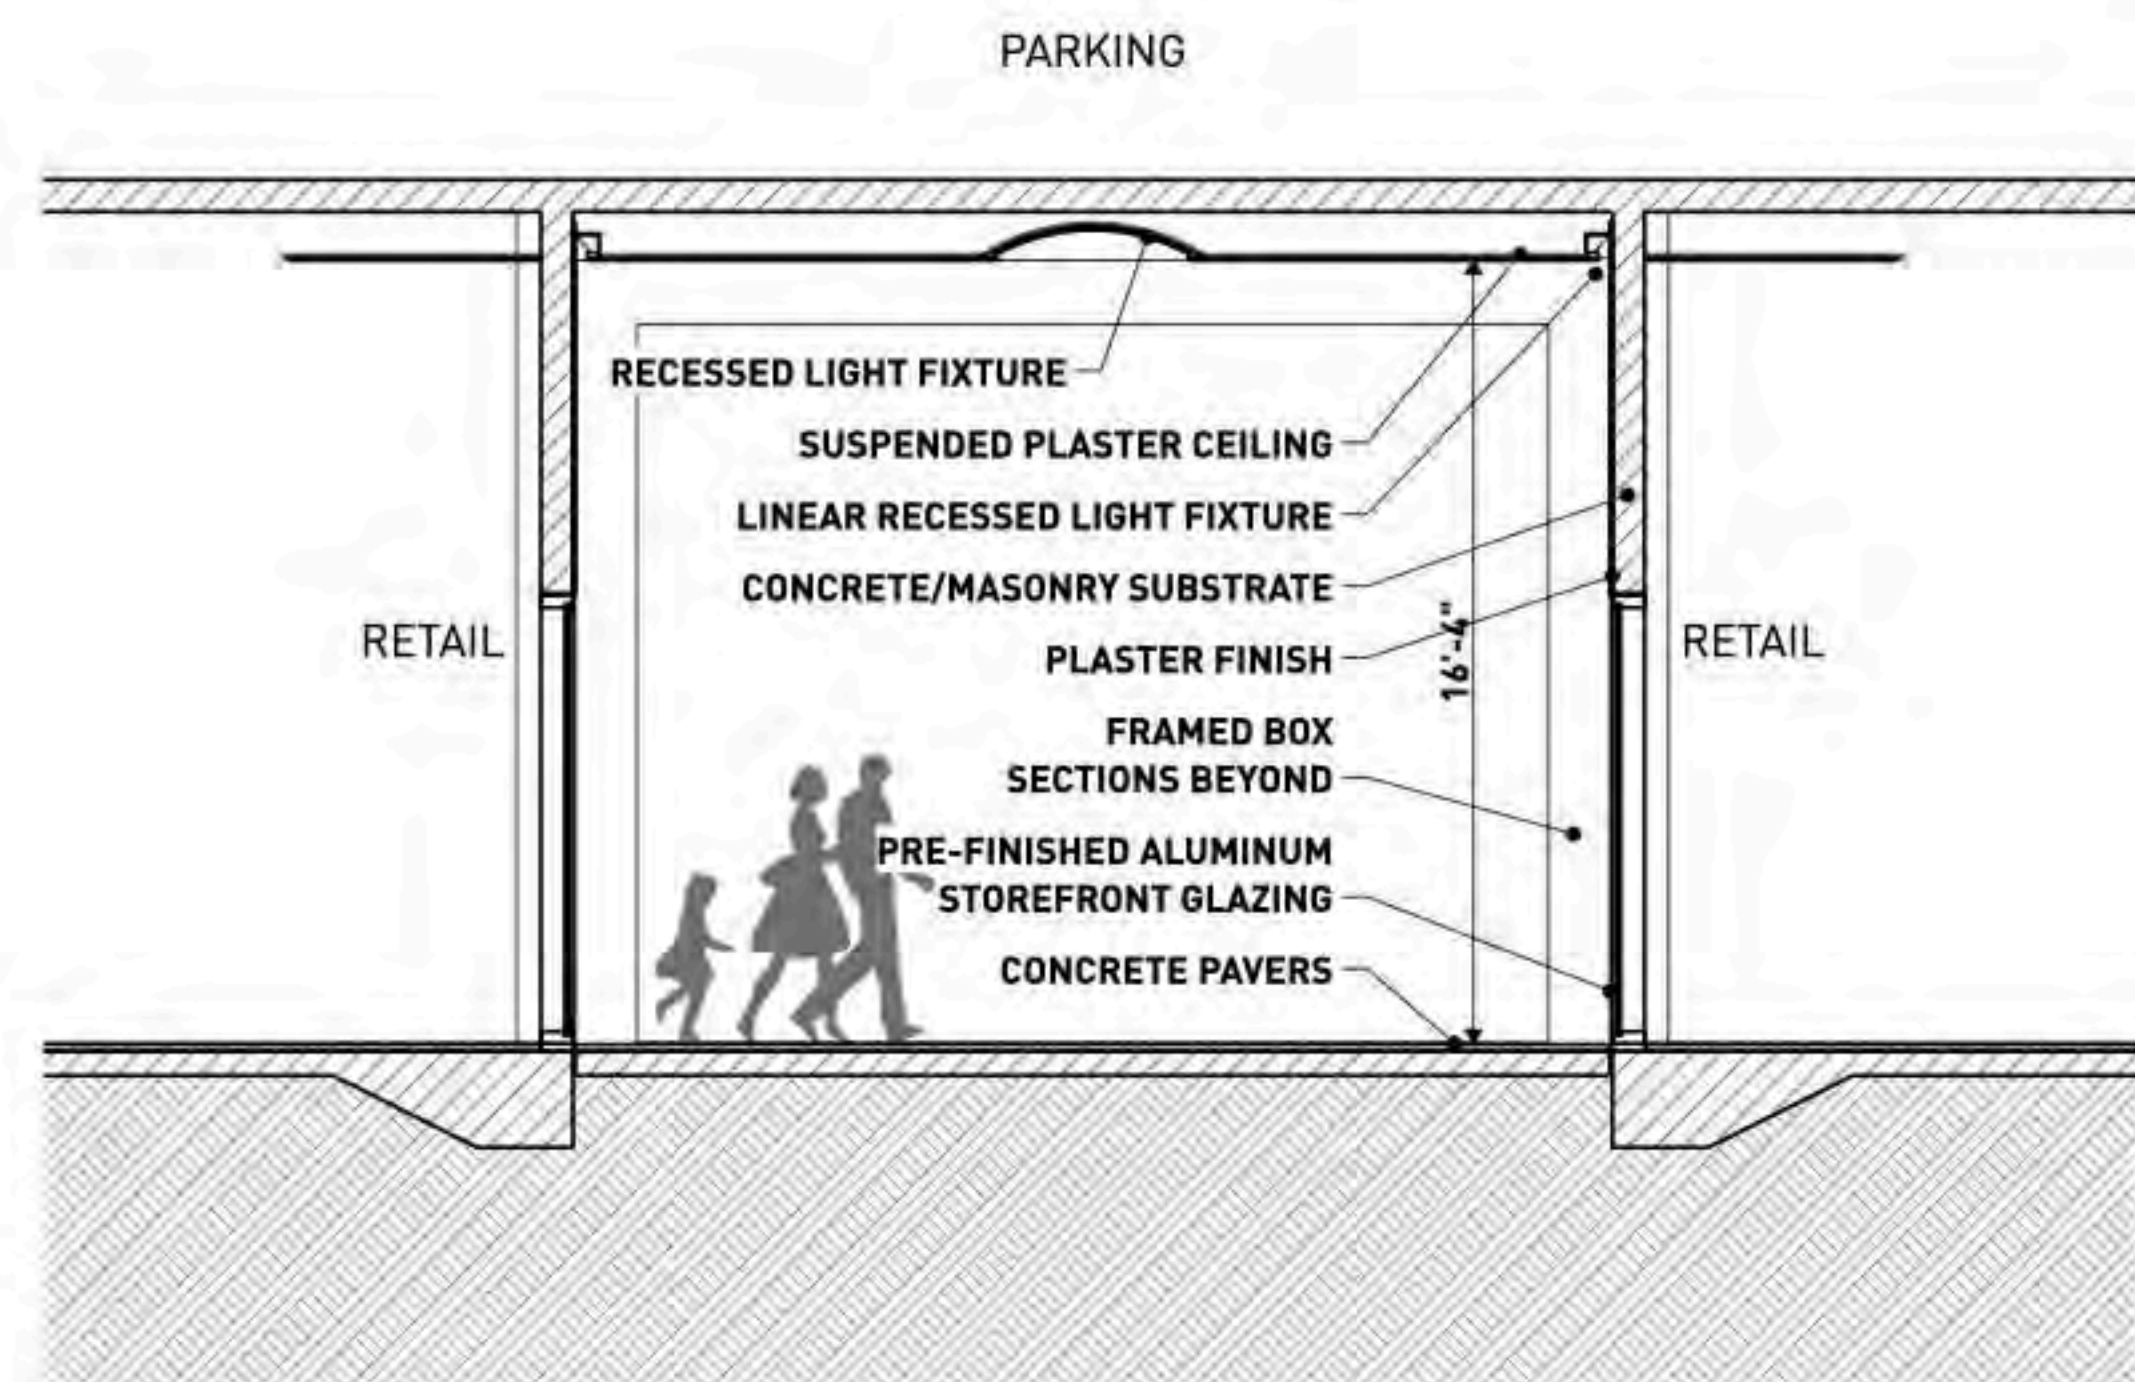 PARKING
RECESSED LIGHT FIXTURE
SUSPENDED PLASTER CEILING
LINEAR RECESSED LIGHT FIXTURE
CONCRETE/MASONRY SUBSTRATE
RETAIL
PLASTER FINISH
16'-4"
RETAIL
FRAMED BOX
SECTIONS BEYOND
PRE-FINISHED ALUMINUM
STOREFRONT GLAZING
CONCRETE PAVERS